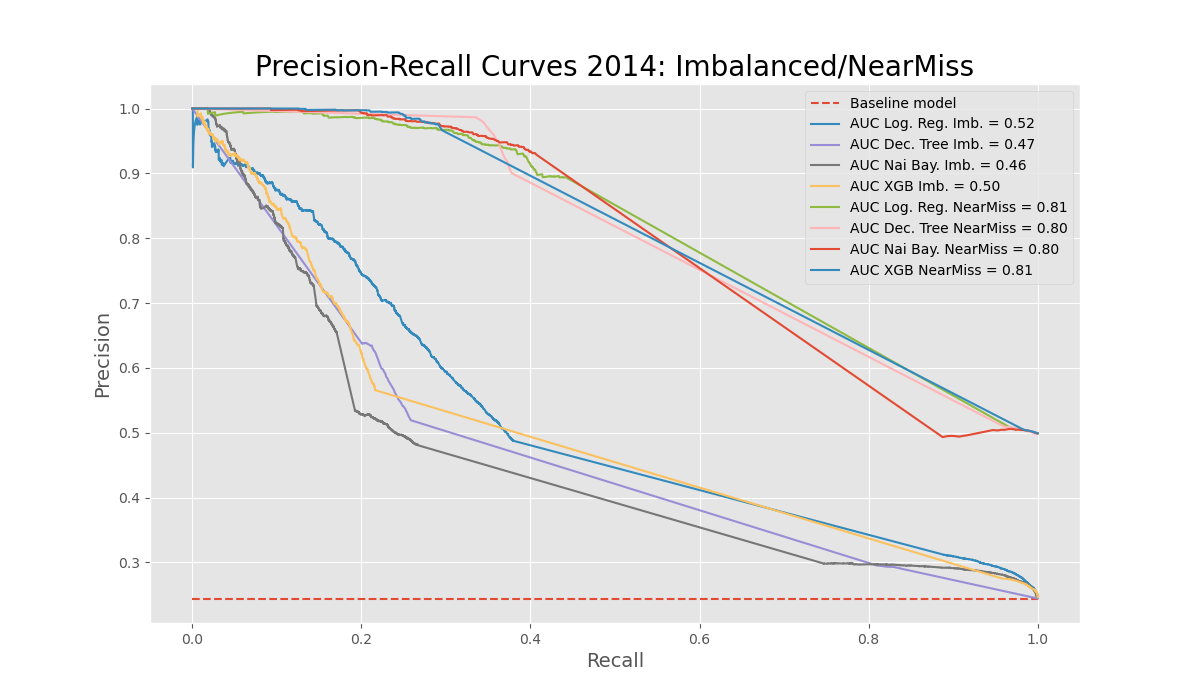 Precision-Recall Curves 2014: Imbalanced/NearMiss
Baseline model
AUC Log. Reg. Imb. = 0.52
AUC Dec. Tree Imb. = 0.47
AUC Nai Bay. Imb. = 0.46
AUC XGB Imb. = 0.50
AUC Log. Reg. NearMiss = 0.81
AUC Dec. Tree NearMiss = 0.80
AUC Nai Bay. NearMiss = 0.80
AUC XGB NearMiss = 0.81
Precision
1.0
0.9
0.8
0.7
0.6
0.5
0.4
0.3
0.0 0.2 0.4 0.6 0.8 1.0
Recall